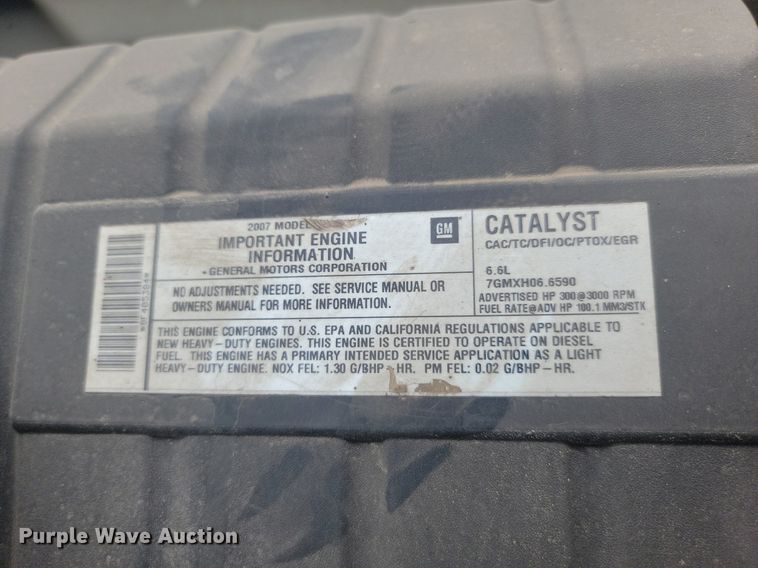 2007 MODEL
IMPORTANT ENGINE
INFORMATION
GENERAL MOTORS CORPORATION
GM
NO ADJUSTMENTS NEEDED. SEE SERVICE MANUAL OR
OWNERS MANUAL FOR MORE INFORMATION.
CATALYST
CAC/TC/DFI/OC/PTOX/EGR
6.6L
7GMXH06.6590
ADVERTISED HP 300@3000 RPM
FUEL RATE@ADV HP 100.1 MM3/STK
THIS ENGINE CONFORMS TO U.S. EPA AND CALIFORNIA REGULATIONS APPLICABLE TO
NEW HEAVY-DUTY ENGINES. THIS ENGINE IS CERTIFIED TO OPERATE ON DIESEL
FUEL. THIS ENGINE HAS A PRIMARY INTENDED SERVICE APPLICATION AS A LIGHT
HEAVY-DUTY ENGINE. NOX FEL: 1.30 G/BHP-HR. PM FEL: 0.02 G/BHP-HR.
Purple Wave Auction